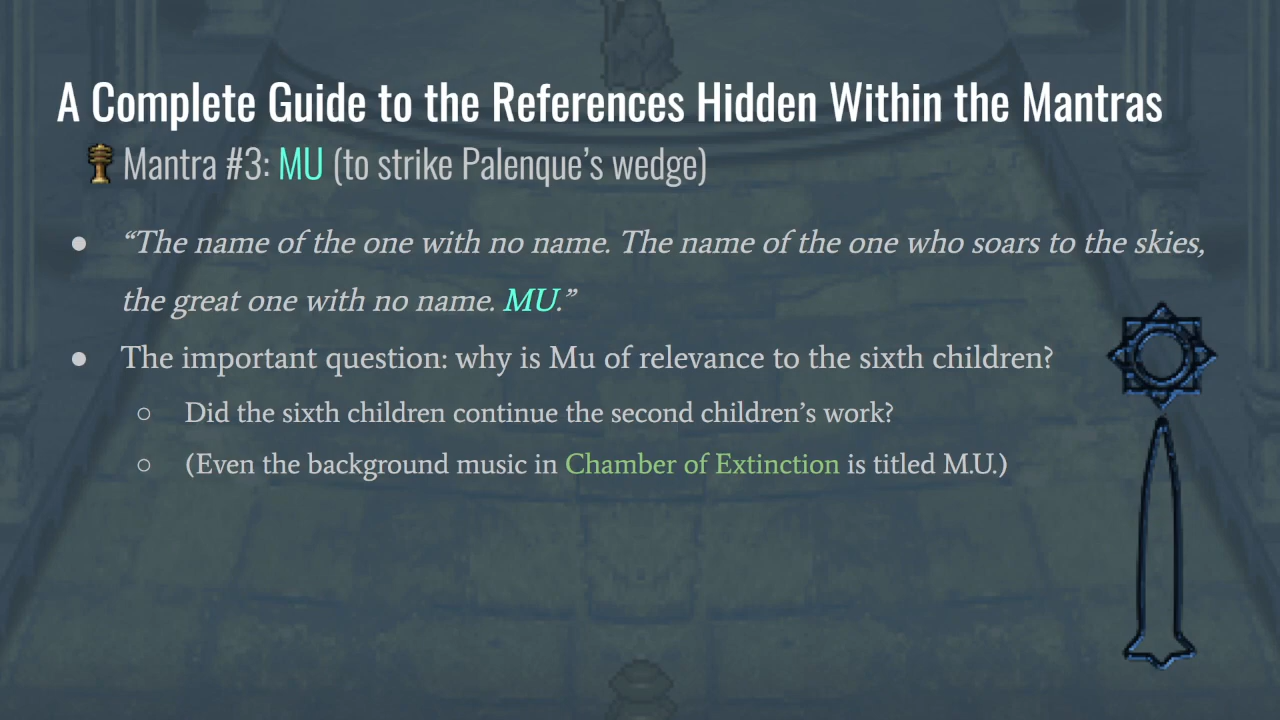 A Complete Guide to the References Hidden Within the Mantras
Mantra #3: MU (to strike Palenque’s wedge)
● “The name of the one with no name. The name of the one who soars to the skies,
the great one with no name. MU.”
● The important question: why is Mu of relevance to the sixth children?
○ Did the sixth children continue the second children’s work?
○ (Even the background music in Chamber of Extinction is titled M.U.)